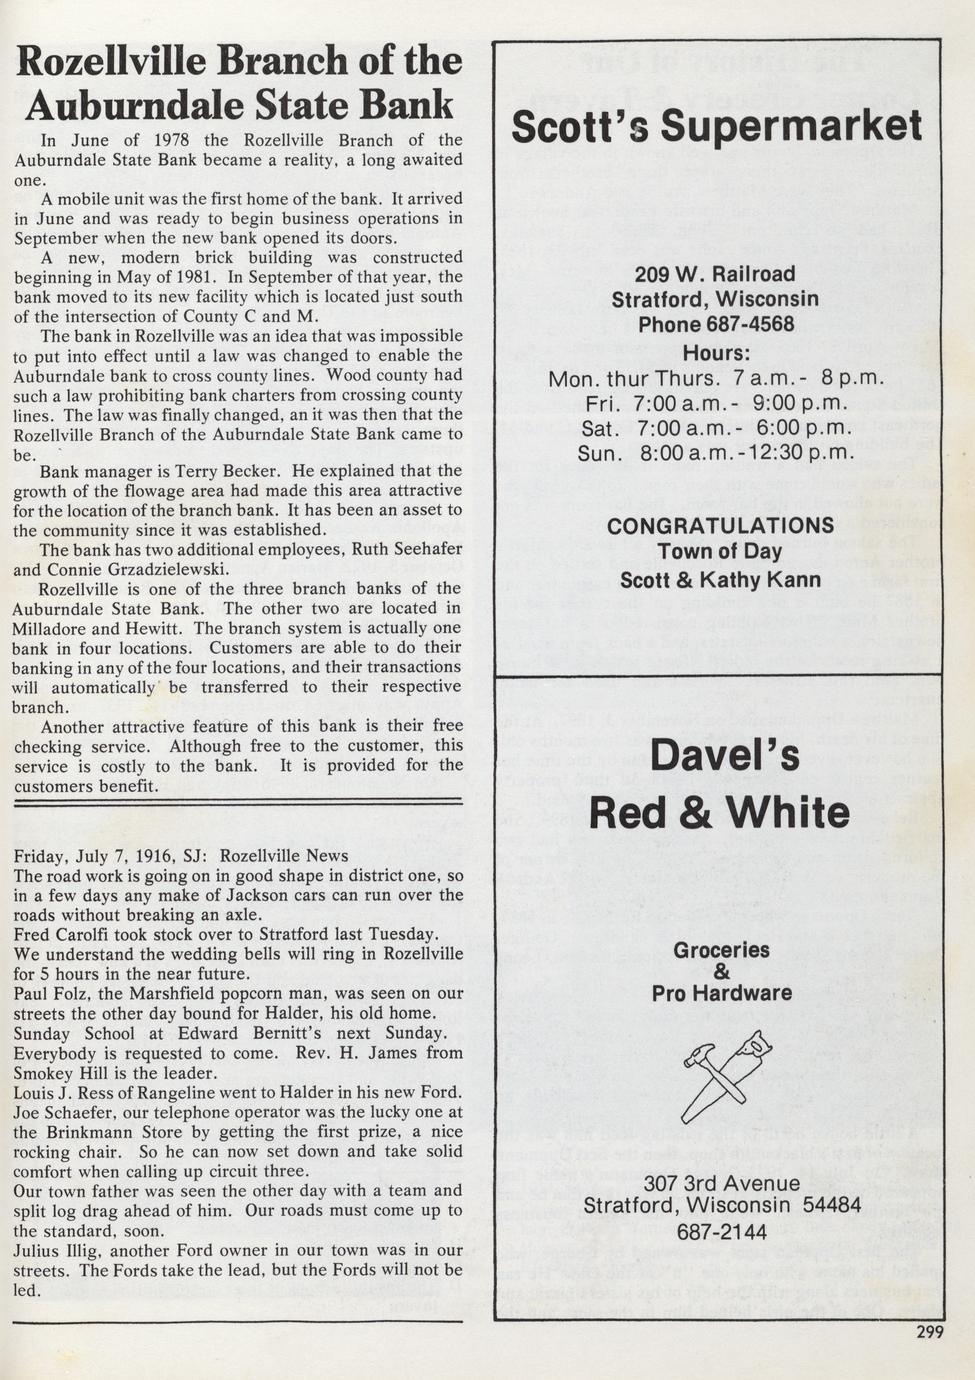 Rozellville Branch of the
Auburndale State Bank
In June of 1978 the Rozellville Branch of the
Auburndale State Bank became a reality, a long awaited
one.
A mobile unit was the first home of the bank. It arrived
in June and was ready to begin business operations in
September when the new bank opened its doors.
A new, modern brick building was constructed
beginning in May of 1981. In September of that year, the
bank moved to its new facility which is located just south
of the intersection of County C and M.
The bank in Rozellville was an idea that was impossible
to put into effect until a law was changed to enable the
Auburndale bank to cross county lines. Wood county had
such a law prohibiting bank charters from crossing county
lines. The law was finally changed, an it was then that the
Rozellville Branch of the Auburndale State Bank came to
be.
Bank manager is Terry Becker. He explained that the
growth of the flowage area had made this area attractive
for the location of the branch bank. It has been an asset to
the community since it was established.
The bank has two additional employees, Ruth Seehafer
and Connie Grzadzielewski.
Rozellville is one of the three branch banks of the
Auburndale State Bank. The other two are located in
Milladore and Hewitt. The branch system is actually one
bank in four locations. Customers are able to do their
banking in any of the four locations, and their transactions
will automatically be transferred to their respective
branch.
Another attractive feature of this bank is their free
checking service. Although free to the customer, this
service is costly to the bank. It is provided for the
customers benefit.
Friday, July 7, 1916, SJ: Rozellville News
The road work is going on in good shape in district one, so
in a few days any make of Jackson cars can run over the
roads without breaking an axle.
Fred Carolfi took stock over to Stratford last Tuesday.
We understand the wedding bells will ring in Rozellville
for 5 hours in the near future.
Paul Folz, the Marshfield popcorn man, was seen on our
streets the other day bound for Halder, his old home.
Sunday School at Edward Bernitt's next Sunday.
Everybody is requested to come. Rev. H. James from
Smokey Hill is the leader.
Louis J. Ress of Rangeline went to Halder in his new Ford.
Joe Schaefer, our telephone operator was the lucky one at
the Brinkmann Store by getting the first prize, a nice
rocking chair. So he can now set down and take solid
comfort when calling up circuit three.
Our town father was seen the other day with a team and
split log drag ahead of him. Our roads must come up to
the standard, soon.
Julius Illig, another Ford owner in our town was in our
streets. The Fords take the lead, but the Fords will not be
led.
Scott's Supermarket
209 W. Railroad
Stratford, Wisconsin
Phone 687-4568
Hours:
Mon. thur Thurs. 7 a.m.- 8 p.m.
Fri. 7:00 a.m.- 9:00 p.m.
Sat. 7:00 a.m.- 6:00 p.m.
Sun. 8:00 a.m.-12:30 p.m.
CONGRATULATIONS
Town of Day
Scott & Kathy Kann
Davel's
Red & White
Groceries
&
Pro Hardware
307 3rd Avenue
Stratford, Wisconsin 54484
687-2144
299